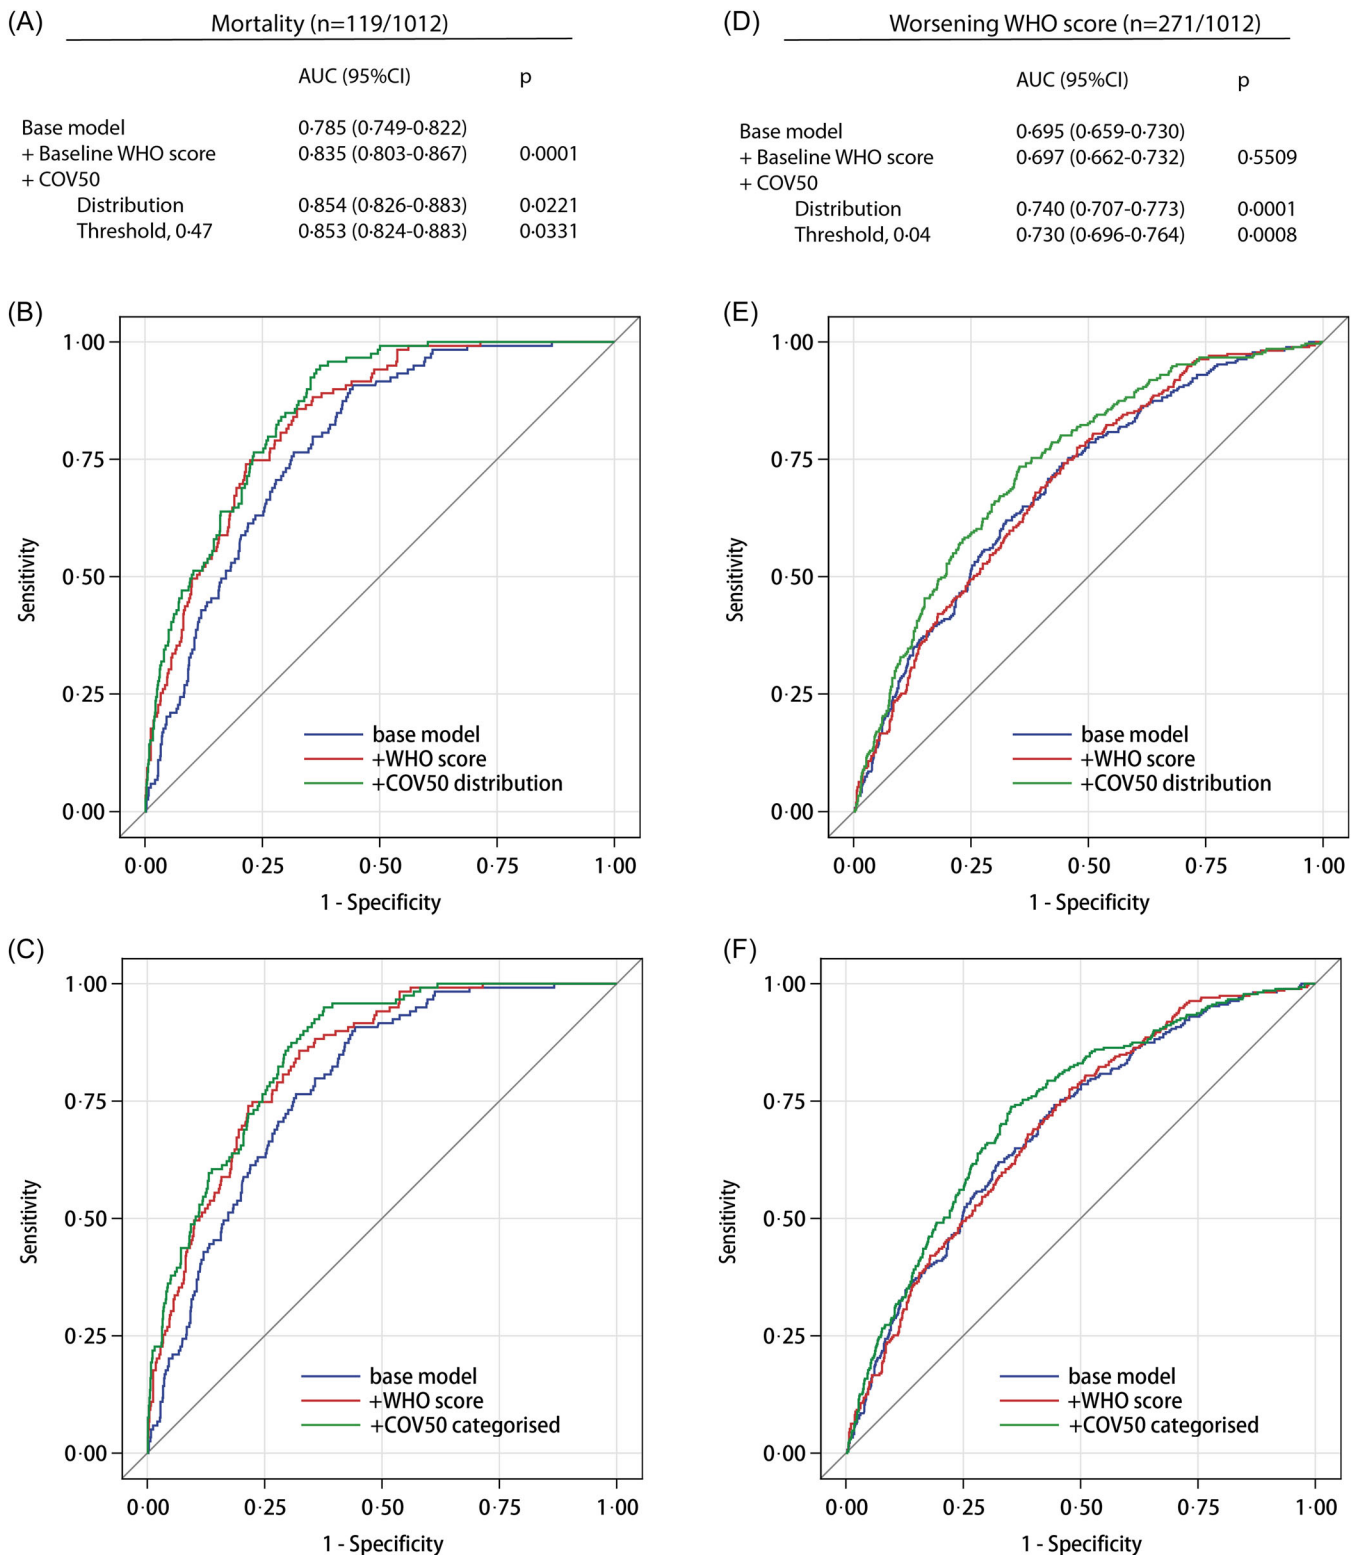 (A) Mortality (n=119/1012)
AUC (95%CI) p
Base model 0·785 (0·749-0·822)
+ Baseline WHO score 0·835 (0·803-0·867) 0·0001
+ COV50
Distribution 0·854 (0·826-0·883) 0·0221
Threshold, 0·47 0·853 (0·824-0·883) 0·0331
(D) Worsening WHO score (n=271/1012)
AUC (95%CI) p
Base model 0·695 (0·659-0·730)
+ Baseline WHO score 0·697 (0·662-0·732) 0·5509
+ COV50
Distribution 0·740 (0·707-0·773) 0·0001
Threshold, 0·04 0·730 (0·696-0·764) 0·0008
(B)
1·00
0·75
0·50
0·25
0·00
Sensitivity
base model
+WHO score
+COV50 distribution
0·00 0·25 0·50 0·75 1·00
1 - Specificity
(E)
1·00
0·75
0·50
0·25
0·00
Sensitivity
base model
+WHO score
+COV50 distribution
0·00 0·25 0·50 0·75 1·00
1 - Specificity
(C)
1·00
0·75
0·50
0·25
0·00
Sensitivity
base model
+WHO score
+COV50 categorised
0·00 0·25 0·50 0·75 1·00
1 - Specificity
(F)
1·00
0·75
0·50
0·25
0·00
Sensitivity
base model
+WHO score
+COV50 categorised
0·00 0·25 0·50 0·75 1·00
1 - Specificity